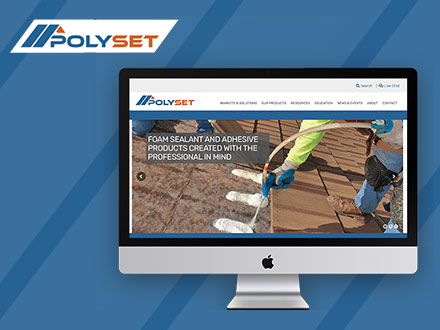 POLYSET
Search | Live Chat
POLYSET
MARKETS & SOLUTIONS OUR PRODUCTS RESOURCES EDUCATION NEWS & EVENTS ABOUT CONTACT
FOAM SEALANT AND ADHESIVE
PRODUCTS CREATED WITH THE
PROFESSIONAL IN MIND